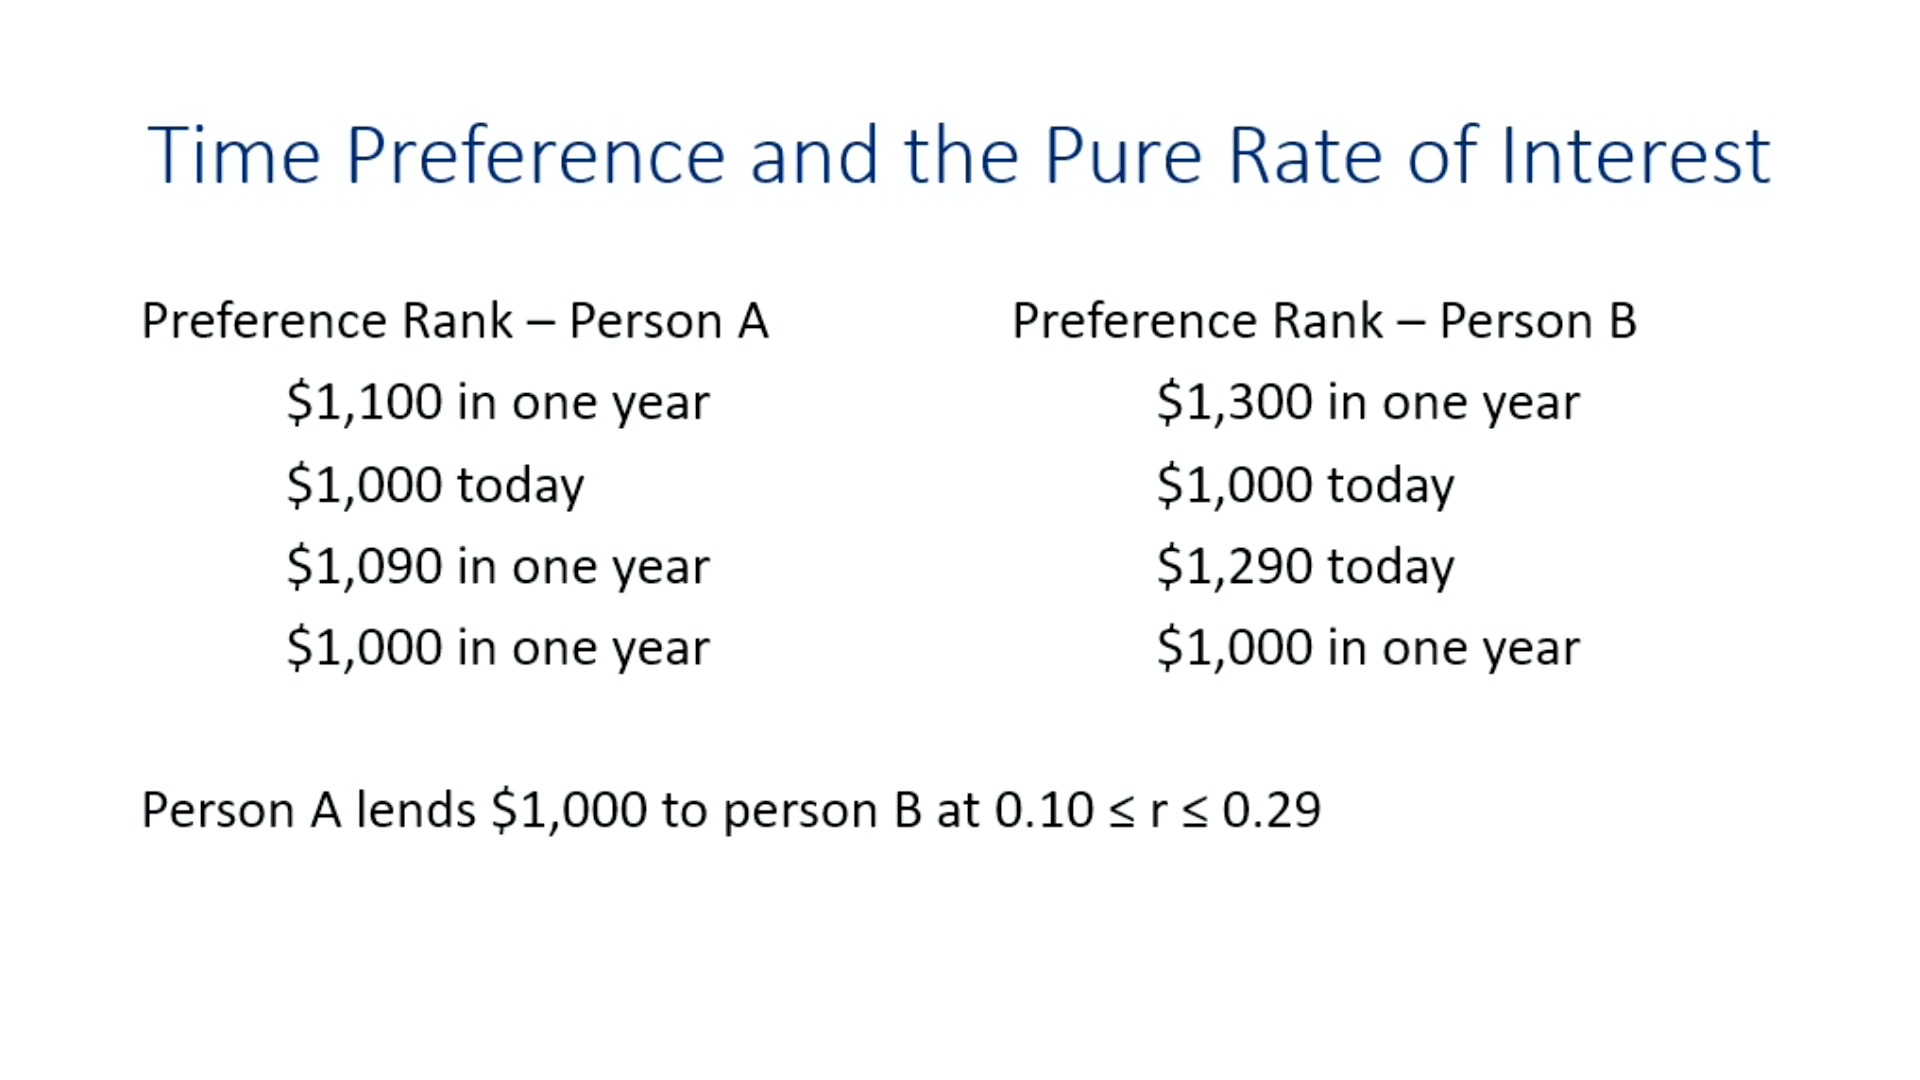 Time Preference and the Pure Rate of Interest
Preference Rank – Person A
$1,100 in one year
$1,000 today
$1,090 in one year
$1,000 in one year
Preference Rank – Person B
$1,300 in one year
$1,000 today
$1,290 today
$1,000 in one year
Person A lends $1,000 to person B at 0.10 ≤ r ≤ 0.29